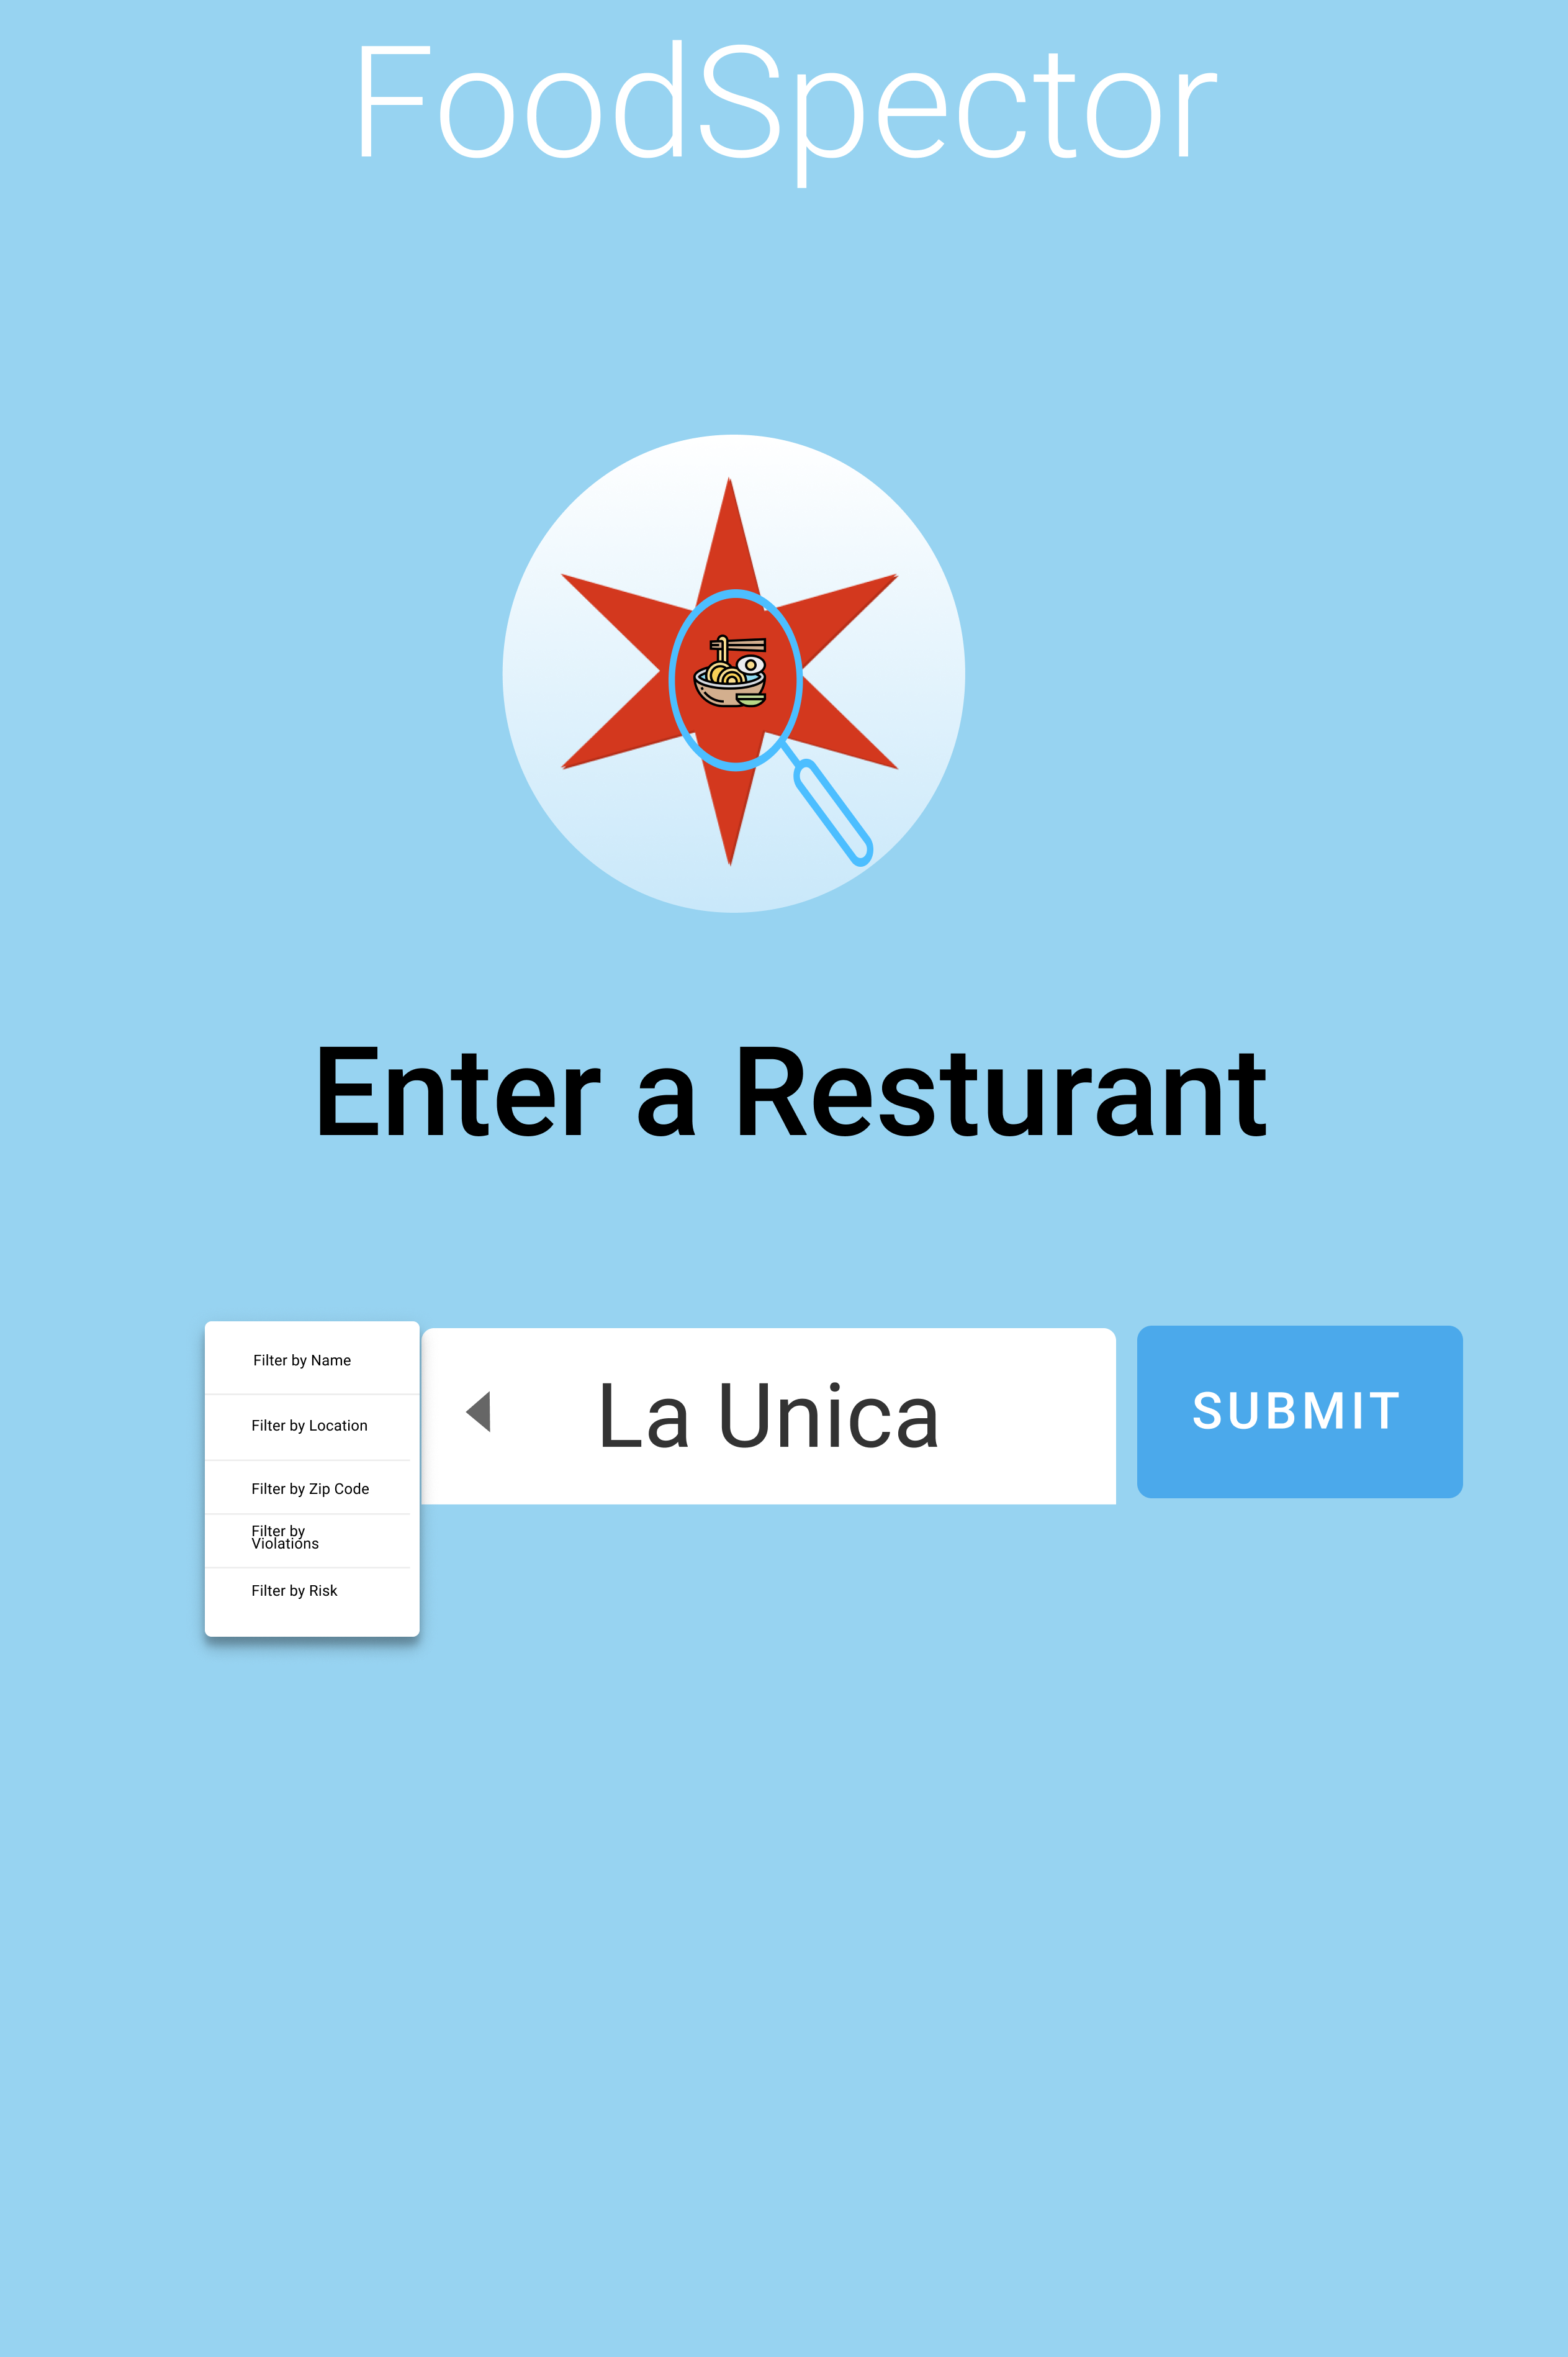 FoodSpector
Enter a Resturant
Filter by Name
Filter by Location
Filter by Zip Code
Filter by
Violations
Filter by Risk
La Unica
SUBMIT